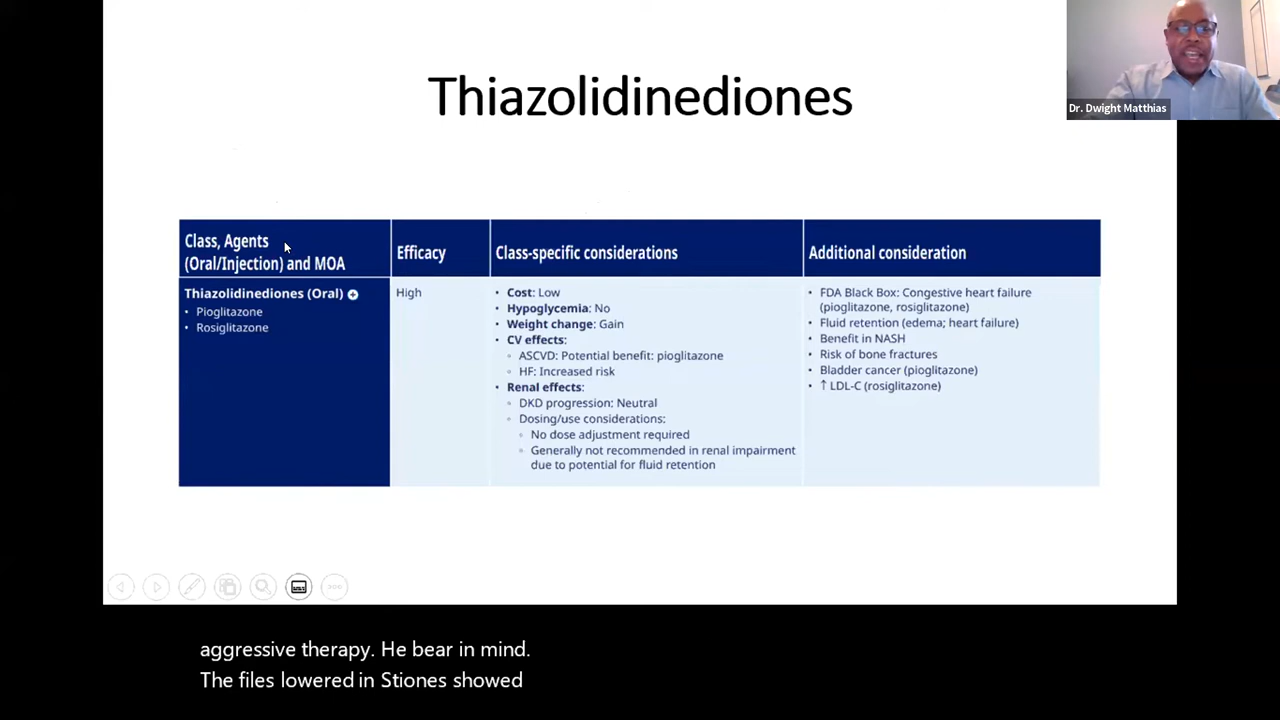 Thiazolidinediones
Dr. Dwight Matthias
Class, Agents
(Oral/Injection) and MOA
Efficacy
Class-specific considerations
Additional consideration
Thiazolidinediones (Oral)
• Pioglitazone
• Rosiglitazone
High
• Cost: Low
• Hypoglycemia: No
• Weight change: Gain
• CV effects:
ASCVD: Potential benefit: pioglitazone
HF: Increased risk
• Renal effects:
DKD progression: Neutral
Dosing/use considerations:
No dose adjustment required
Generally not recommended in renal impairment
due to potential for fluid retention
• FDA Black Box: Congestive heart failure
(pioglitazone, rosiglitazone)
• Fluid retention (edema; heart failure)
• Benefit in NASH
• Risk of bone fractures
• Bladder cancer (pioglitazone)
• ↑ LDL-C (rosiglitazone)
aggressive therapy. He bear in mind.
The files lowered in Stiones showed